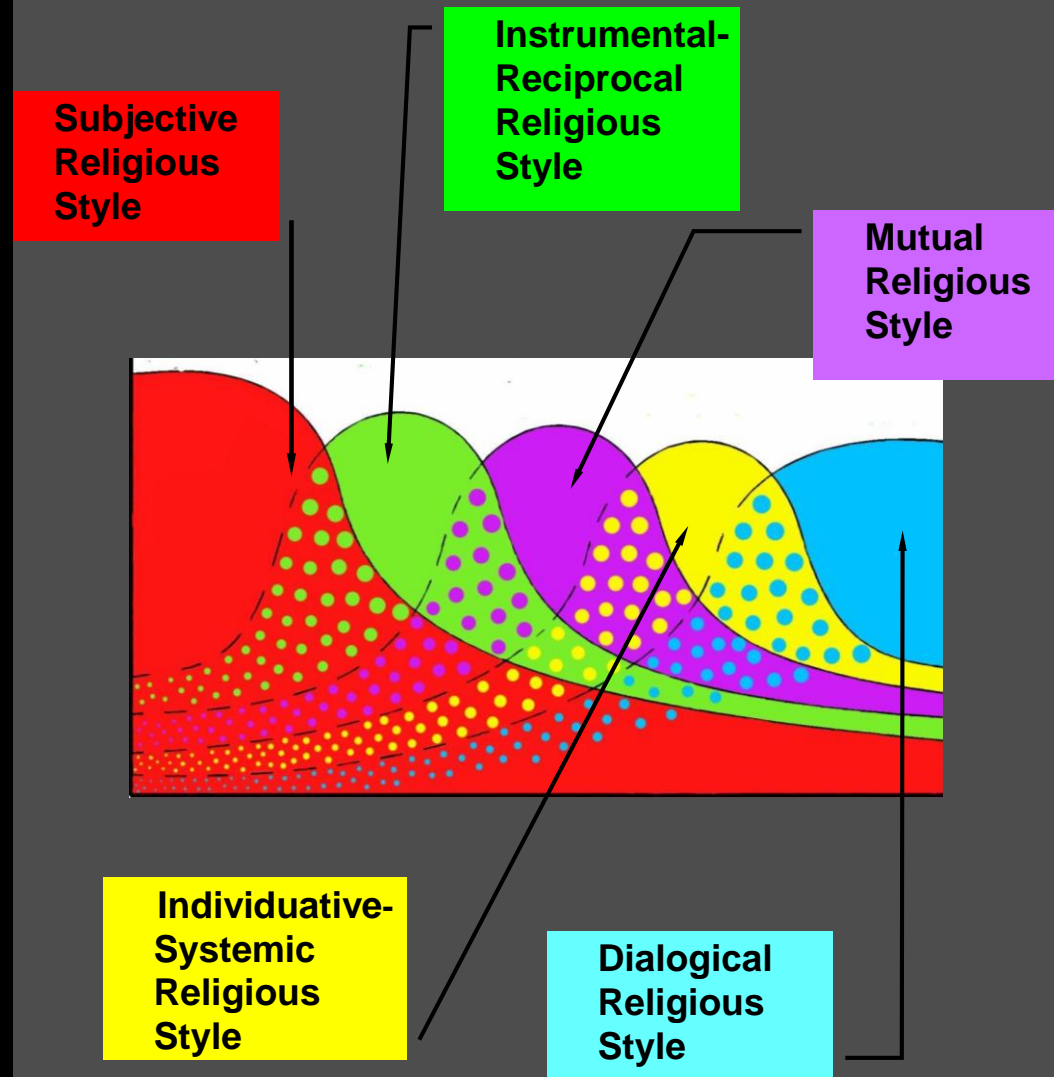 Instrumental-
Reciprocal
Religious
Style
Subjective
Religious
Style
Mutual
Religious
Style
Individuative-
Systemic
Religious
Style
Dialogical
Religious
Style